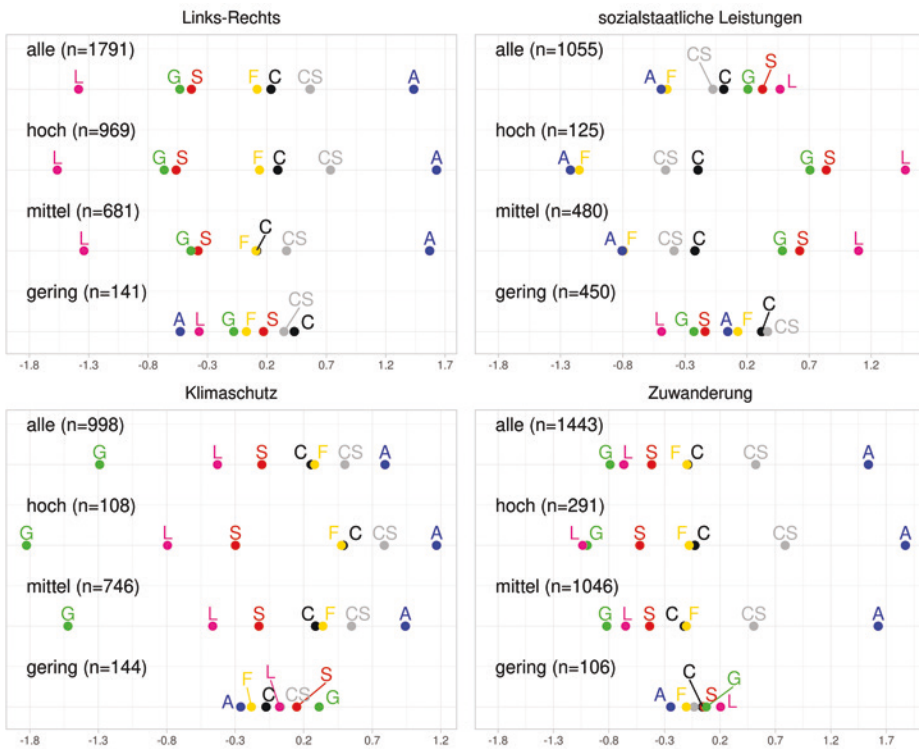 Links-Rechts
alle (n=1791)
L G S F C CS A
hoch (n=969)
L G S F C CS A
mittel (n=681)
L G S F C CS A
gering (n=141)
A L G F S CS C
-1.8 -1.3 -0.8 -0.3 0.2 0.7 1.2 1.7
sozialstaatliche Leistungen
alle (n=1055)
A F CS C G S L
hoch (n=125)
A F CS C G S L
mittel (n=480)
A F CS C G S L
gering (n=450)
L G S A F C CS
-1.8 -1.3 -0.8 -0.3 0.2 0.7 1.2
Klimaschutz
alle (n=998)
G L S C F CS A
hoch (n=108)
G L S F C CS A
mittel (n=746)
G L S C F CS A
gering (n=144)
A F C L CS S G
-1.8 -1.3 -0.8 -0.3 0.2 0.7 1.2
Zuwanderung
alle (n=1443)
G L S F C CS A
hoch (n=291)
L G S F C CS A
mittel (n=1046)
G L S C F CS A
gering (n=106)
A F CS C S G L
-1.8 -1.3 -0.8 -0.3 0.2 0.7 1.2